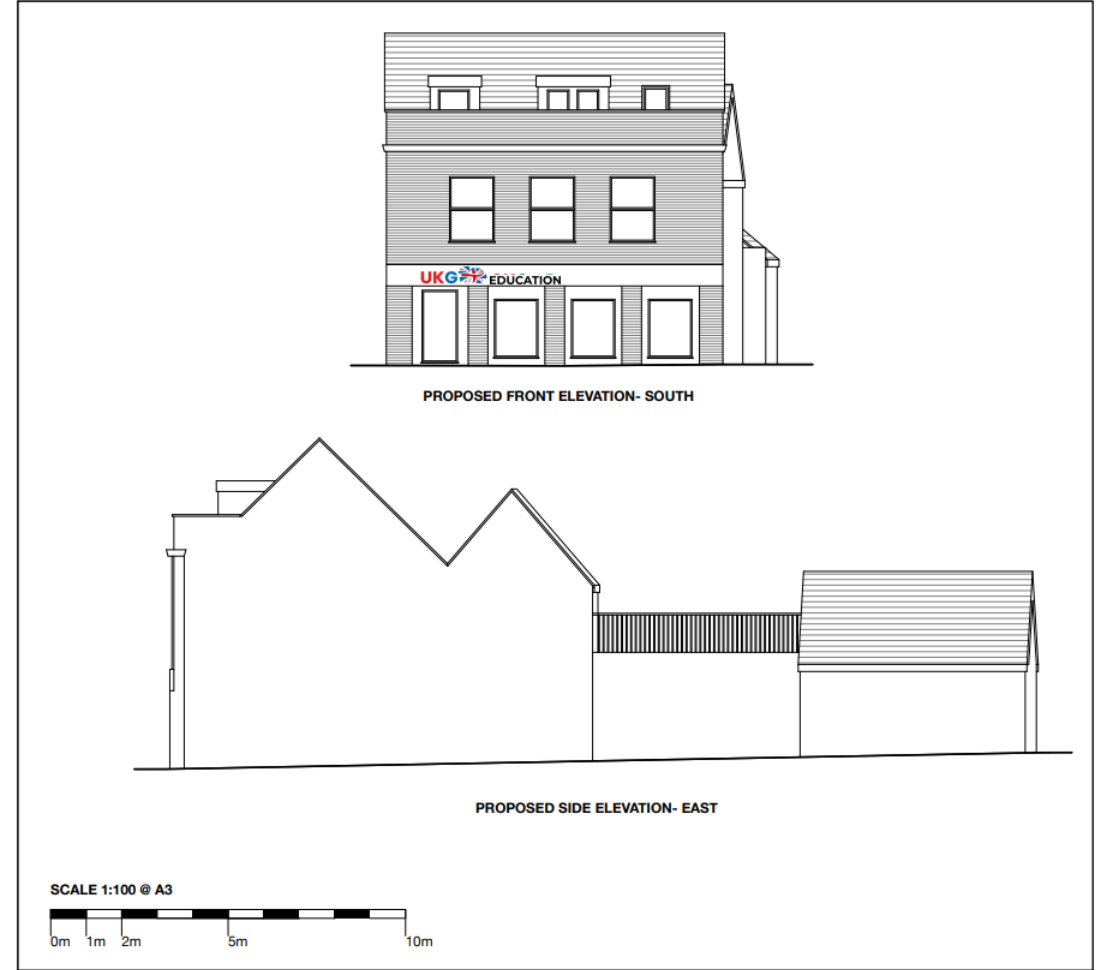 UKG EDUCATION
PROPOSED FRONT ELEVATION- SOUTH
PROPOSED SIDE ELEVATION- EAST
SCALE 1:100 @ A3
0m 1m 2m 5m 10m